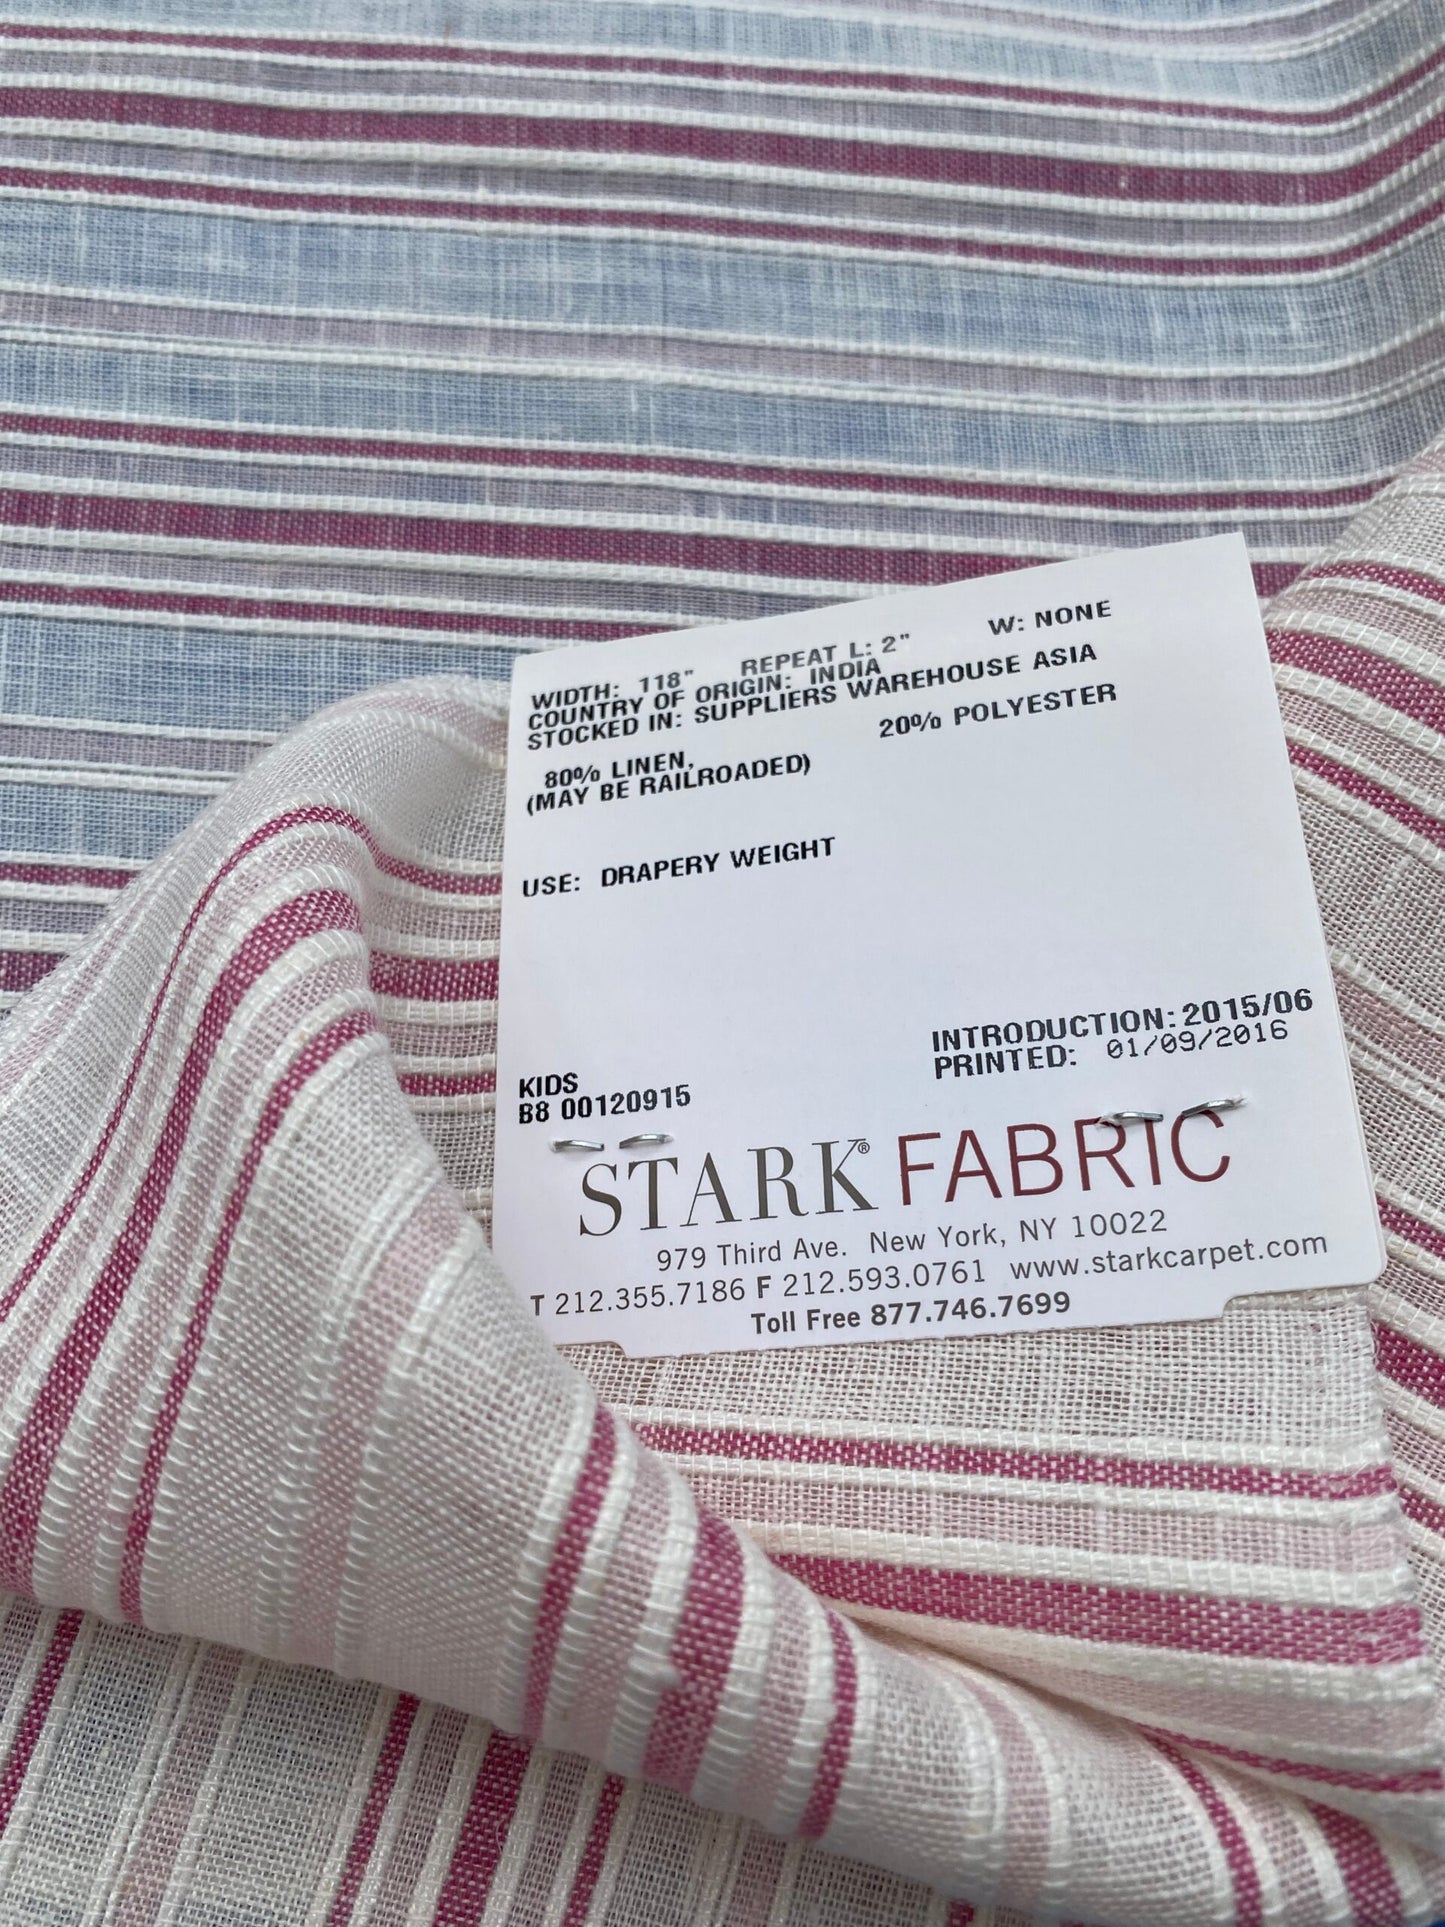 WIDTH: 118" REPEAT L: 2" W: NONE
COUNTRY OF ORIGIN: INDIA
STOCKED IN: SUPPLIERS WAREHOUSE ASIA
80% LINEN, 20% POLYESTER
(MAY BE RAILROADED)
USE: DRAPERY WEIGHT
INTRODUCTION: 2015/06
PRINTED: 01/09/2016
KIDS
B8 00120915
STARK® FABRIC
979 Third Ave. New York, NY 10022
T 212.355.7186 F 212.593.0761 www.starkcarpet.com
Toll Free 877.746.7699